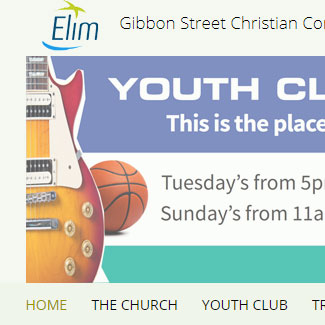 Elim
Gibbon Street Christian Co
YOUTH CL
This is the place
Tuesday's from 5p
Sunday's from 11a
HOME THE CHURCH YOUTH CLUB T